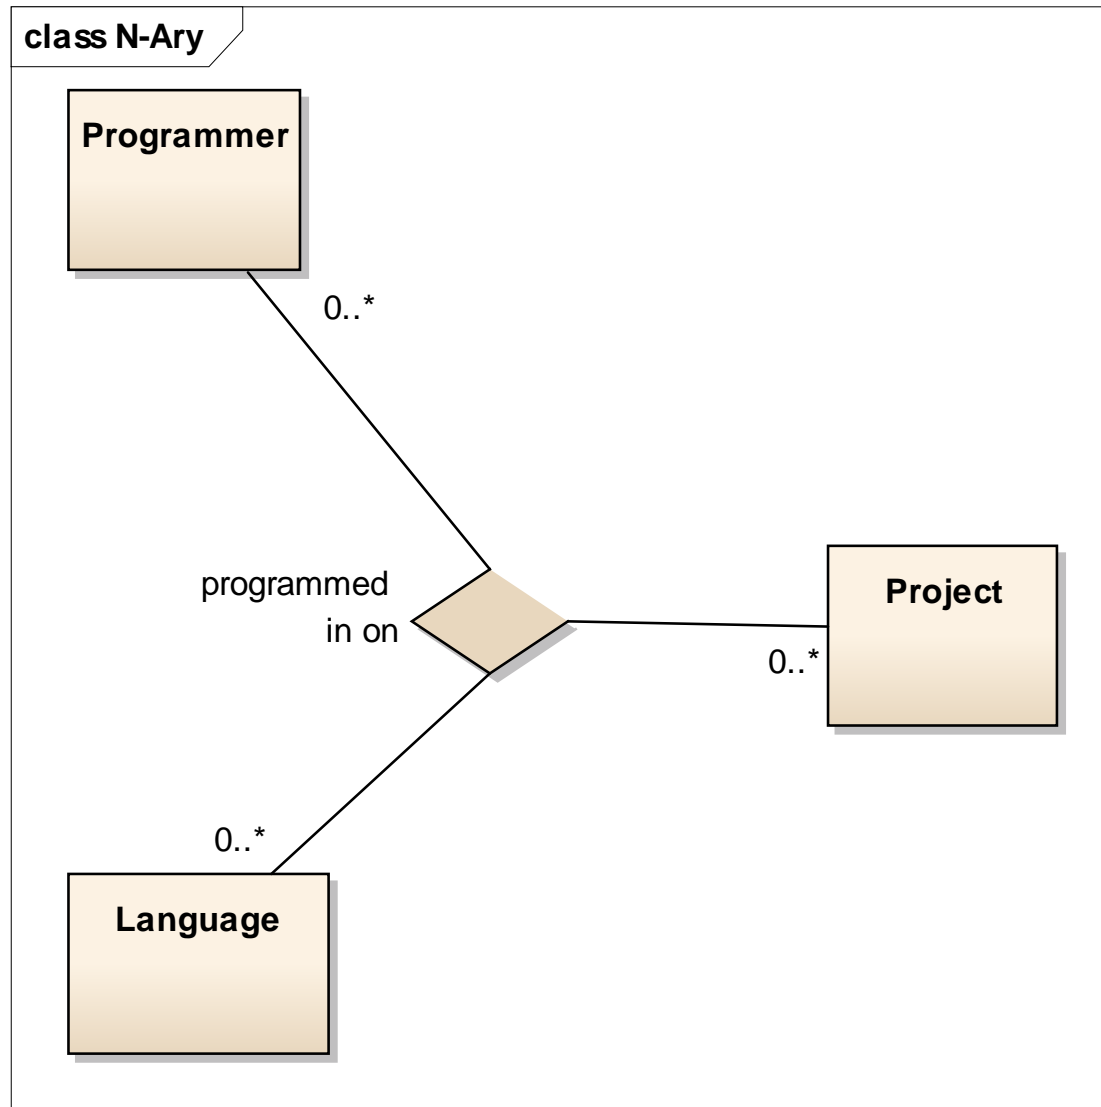 class N-Ary
Programmer
0..*
programmed
in on
Project
0..*
0..*
Language